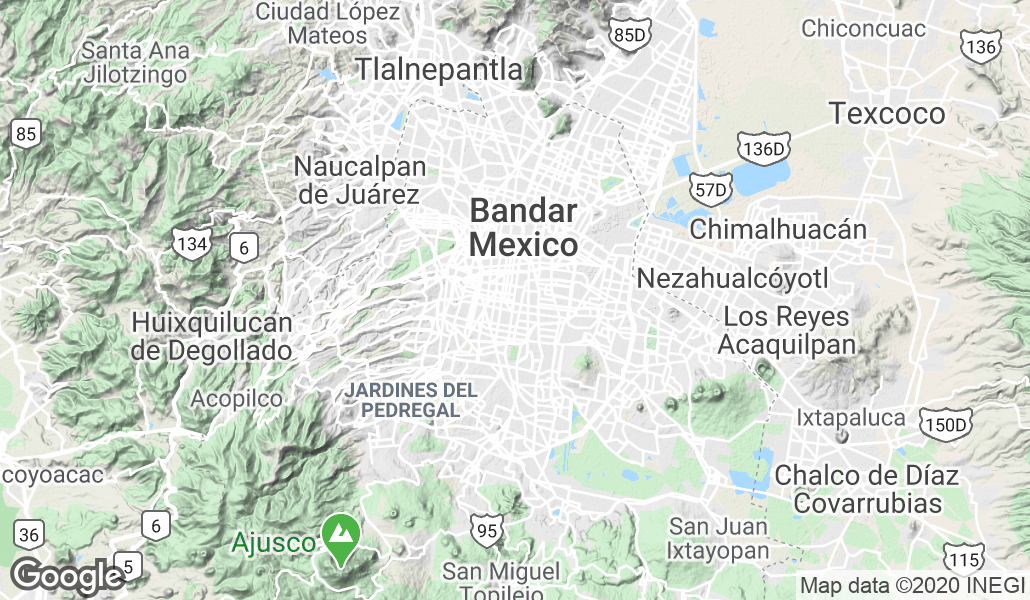 Ciudad López
Mateos
85D
Chiconcuac
136
Santa Ana
Jilotzingo
Tlalnepantla
Texcoco
85
136D
Naucalpan
de Juárez
57D
Bandar
Mexico
Chimalhuacán
134
6
Nezahualcóyotl
Huixquilucan
de Degollado
Los Reyes
Acaquilpan
Acopilco
JARDINES DEL
PEDREGAL
Ixtapaluca
150D
coyoacac
Chalco de Díaz
Covarrubias
36
6
Ajusco
95
San Juan
Ixtayopan
115
5
Google
San Miguel
Topilejo
Map data ©2020 INEGI